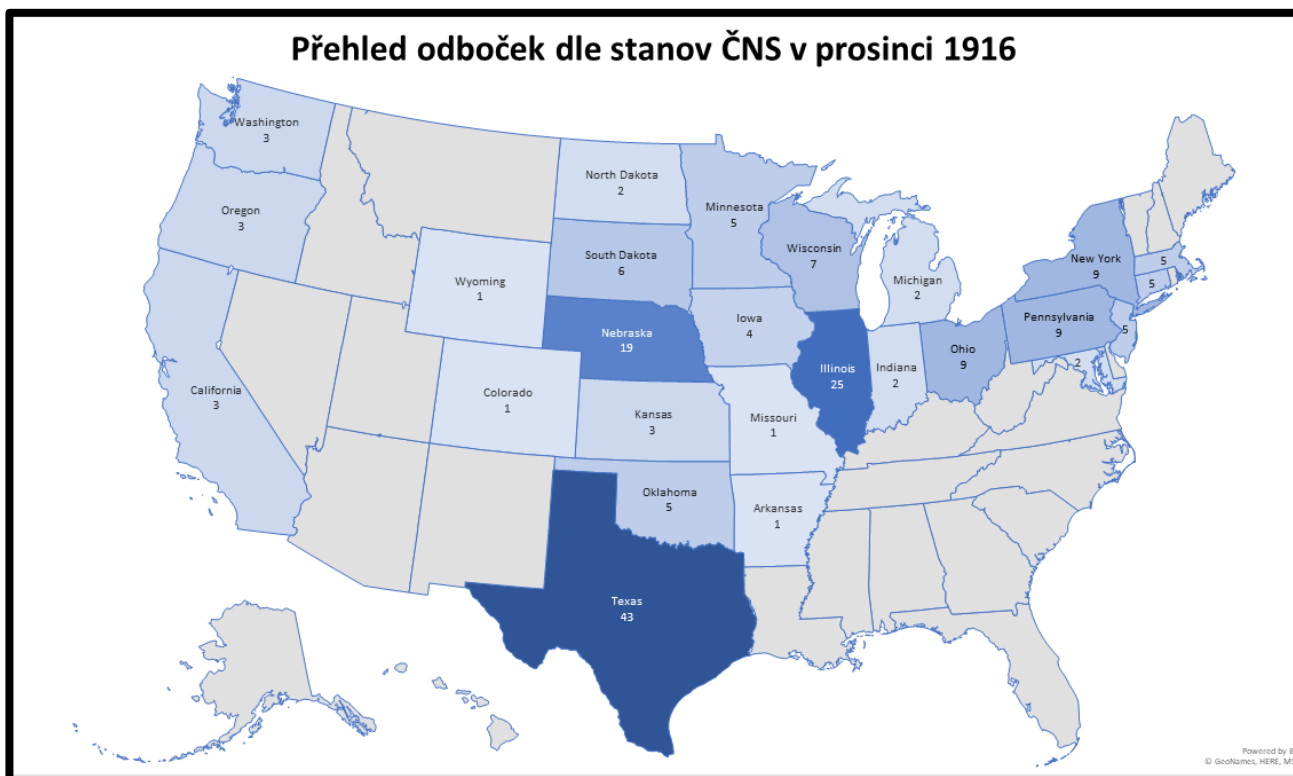 Přehled odboček dle stanov ČNS v prosinci 1916
Washington
3
Oregon
3
California
3
Wyoming
1
Colorado
1
North Dakota
2
South Dakota
6
Nebraska
19
Kansas
3
Oklahoma
5
Texas
43
Minnesota
5
Iowa
4
Missouri
1
Arkansas
1
Wisconsin
7
Illinois
25
Michigan
2
Indiana
2
Ohio
9
New York
9
Pennsylvania
9
5
5
5
2
Powered by B
© GeoNames, HERE, MS